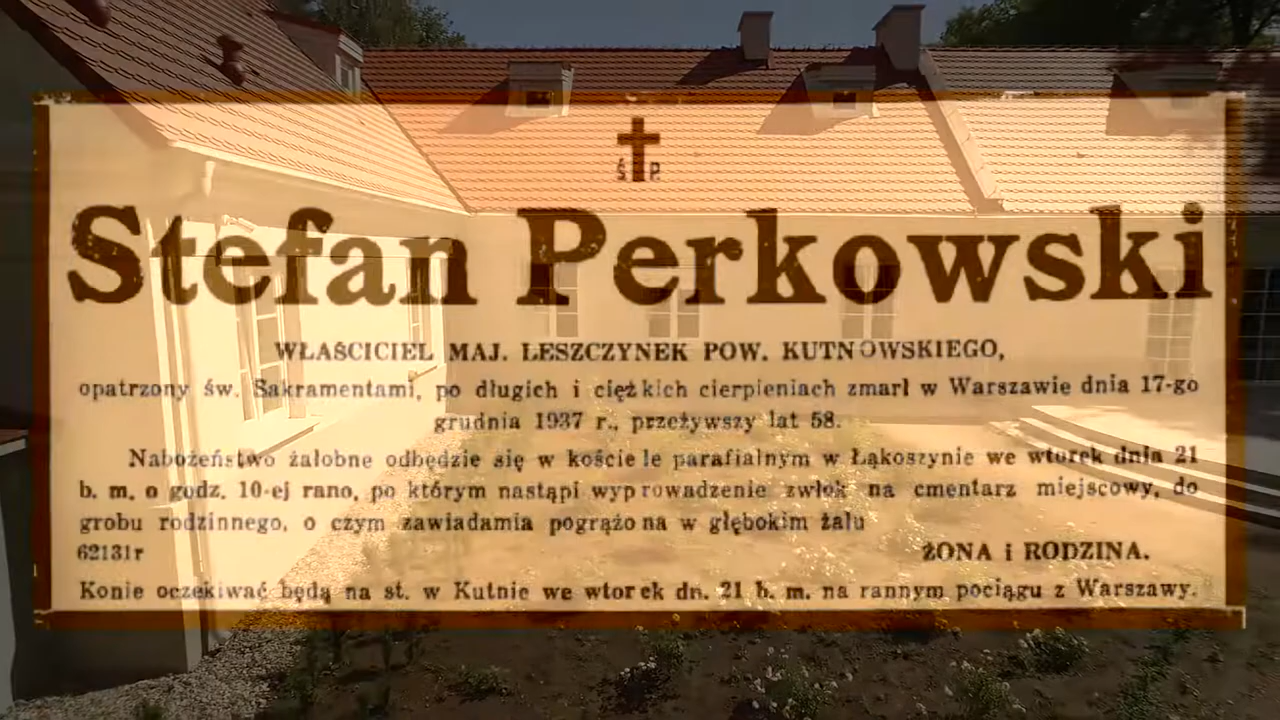 Ś. P.
Stefan Perkowski
WŁAŚCICIEL MAJ. LESZCZYNEK POW. KUTNOWSKIEGO,
opatrzony św. Sakramentami, po długich i ciężkich cierpieniach zmarł w Warszawie dnia 17-go
grudnia 1937 r., przeżywszy lat 58.
Nabożeństwo żałobne odbędzie się w kościele parafialnym w Łąkoszynie we wtorek dnia 21
b. m. o godz. 10-ej rano, po którym nastąpi wyprowadzenie zwłok na cmentarz miejscowy, do
grobu rodzinnego, o czym zawiadamia pogrążona w głębokim żalu
62131r ŻONA i RODZINA.
Konie oczekiwać będą na st. w Kutnie we wtorek dn. 21 b. m. na rannym pociągu z Warszawy.